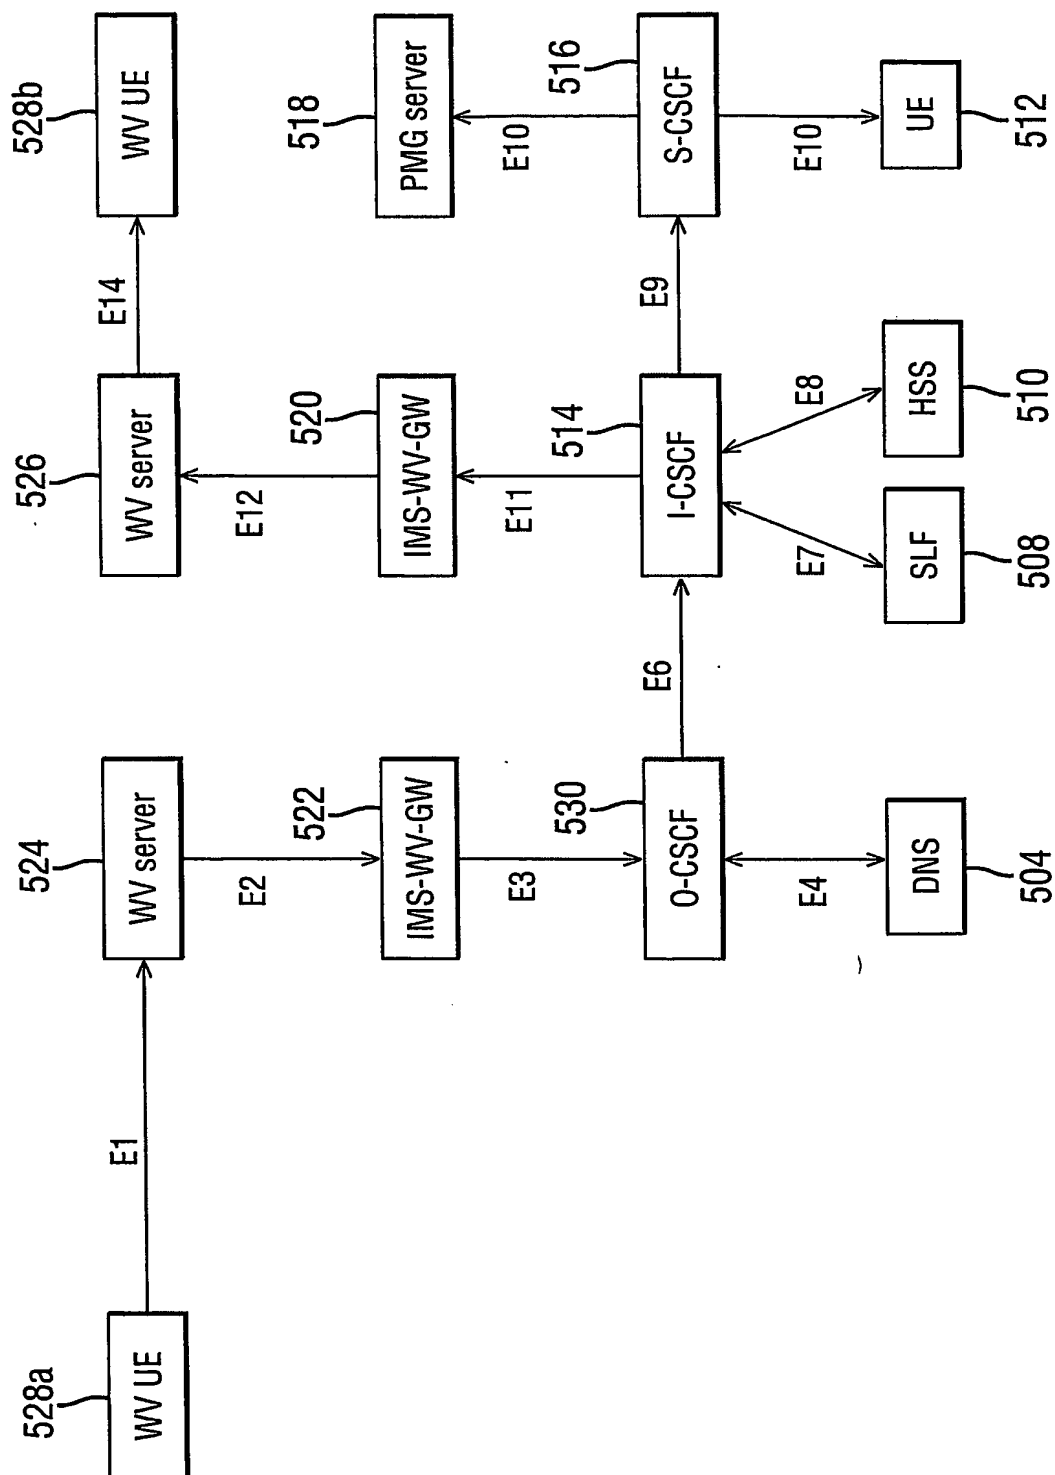 528a
WV UE
E1
524
WV server
E2
522
IMS-WV-GW
E3
530
O-CSCF
E4
DNS
504
E6
526
WV server
E12
520
IMS-WV-GW
E11
514
I-CSCF
E7
E8
SLF
508
HSS
510
E14
E9
528b
WV UE
518
PMG server
E10
516
S-CSCF
E10
UE
512